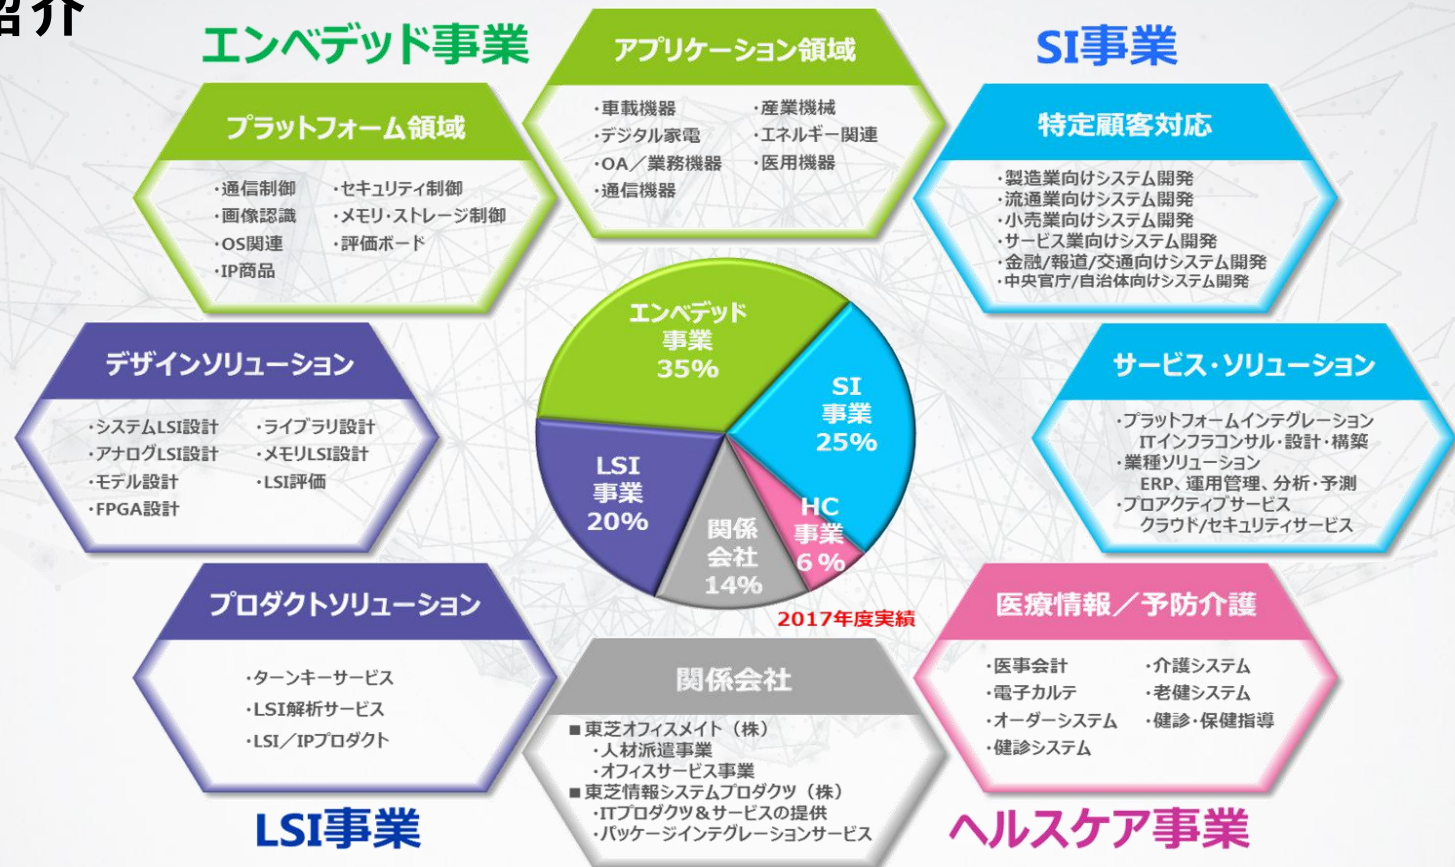 紹介
エンベデッド事業
プラットフォーム領域
・通信制御
・画像認識
・OS関連
・IP商品
・セキュリティ制御
・メモリ・ストレージ制御
・評価ボード
アプリケーション領域
・車載機器
・デジタル家電
・OA／業務機器
・通信機器
・産業機械
・エネルギー関連
・医用機器
SI事業
特定顧客対応
・製造業向けシステム開発
・流通業向けシステム開発
・小売業向けシステム開発
・サービス業向けシステム開発
・金融/報道/交通向けシステム開発
・中央官庁/自治体向けシステム開発
デザインソリューション
・システムLSI設計
・アナログLSI設計
・モデル設計
・FPGA設計
・ライブラリ設計
・メモリLSI設計
・LSI評価
エンベデッド
事業
35%
SI
事業
25%
LSI
事業
20%
関係
会社
14%
HC
事業
6%
2017年度実績
サービス・ソリューション
・プラットフォームインテグレーション
ITインフラコンサル・設計・構築
・業種ソリューション
ERP、運用管理、分析・予測
・プロアクティブサービス
クラウド/セキュリティサービス
プロダクトソリューション
・ターンキーサービス
・LSI解析サービス
・LSI／IPプロダクト
LSI事業
関係会社
■東芝オフィスメイト（株）
・人材派遣事業
・オフィスサービス事業
■東芝情報システムプロダクツ（株）
・ITプロダクツ＆サービスの提供
・パッケージインテグレーションサービス
医療情報／予防介護
・医事会計
・電子カルテ
・オーダーシステム
・健診システム
・介護システム
・老健システム
・健診・保健指導
ヘルスケア事業